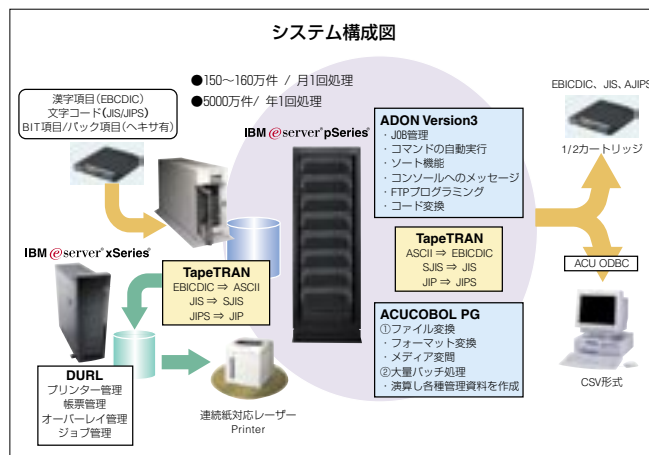 システム構成図
漢字項目(EBCDIC)
文字コード(JIS/JIPS)
BIT項目/パック項目(ヘキサ有)
●150〜160万件 / 月1回処理
●5000万件/ 年1回処理
IBM eserver pSeries
ADON Version3
・JOB管理
・コマンドの自動実行
・ソート機能
・コンソールへのメッセージ
・FTPプログラミング
・コード変換
EBICDIC、JIS、AJIPS
1/2カートリッジ
IBM eserver xSeries
TapeTRAN
EBICDIC ⇒ ASCII
JIS ⇒ SJIS
JIPS ⇒ JIP
TapeTRAN
ASCII ⇒ EBICDIC
SJIS ⇒ JIS
JIP ⇒ JIPS
ACU ODBC
ACUCOBOL PG
①ファイル変換
・フォーマット変換
・メディア変間
②大量バッチ処理
・演算し各種管理資料を作成
CSV形式
DURL
プリンター管理
帳票管理
オーバーレイ管理
ジョブ管理
連続紙対応レーザー
Printer